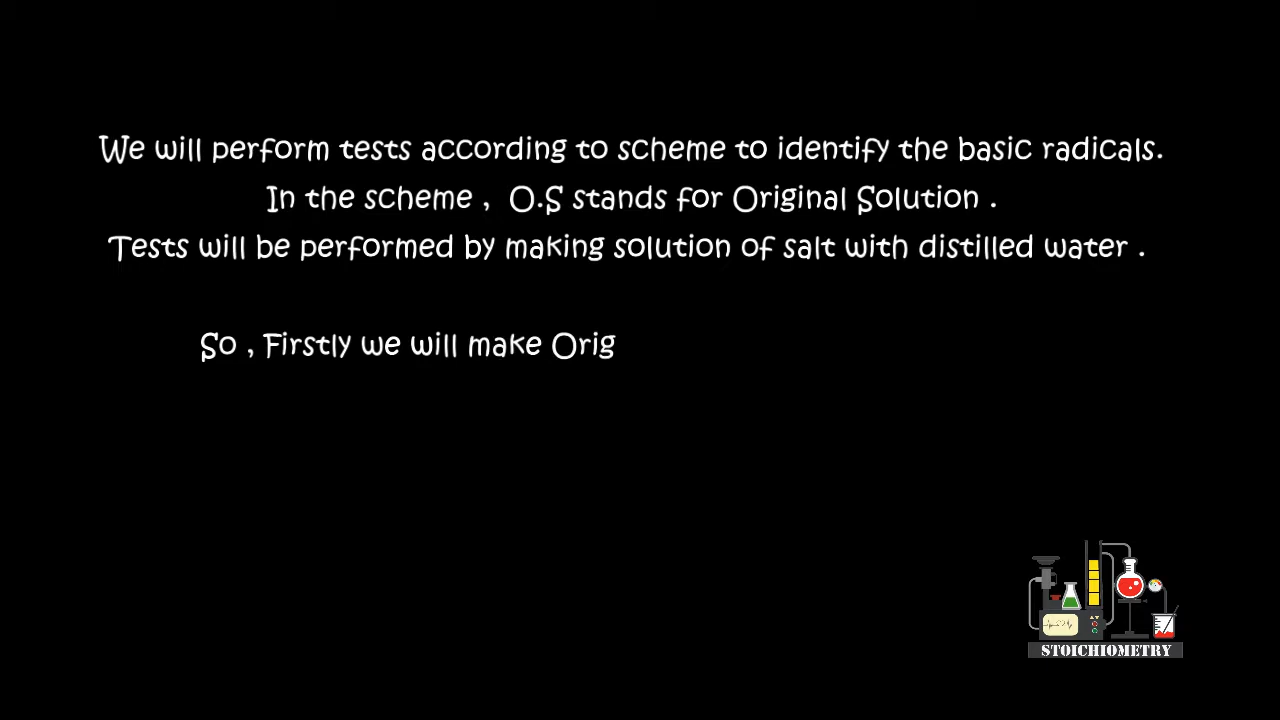 We will perform tests according to scheme to identify the basic radicals.
In the scheme , O.S stands for Original Solution .
Tests will be performed by making solution of salt with distilled water .
So , Firstly we will make Orig
STOICHIOMETRY